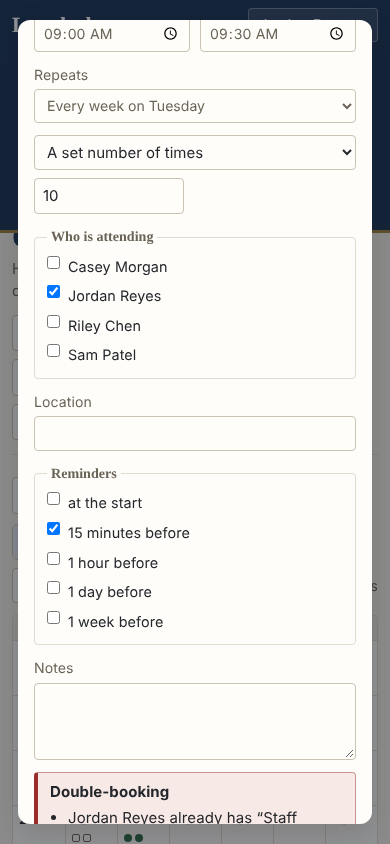 09:00 AM 09:30 AM
Repeats
Every week on Tuesday
A set number of times
10
Who is attending
Casey Morgan
Jordan Reyes
Riley Chen
Sam Patel
Location
Reminders
at the start
15 minutes before
1 hour before
1 day before
1 week before
Notes
Double-booking
• Jordan Reyes already has “Staff